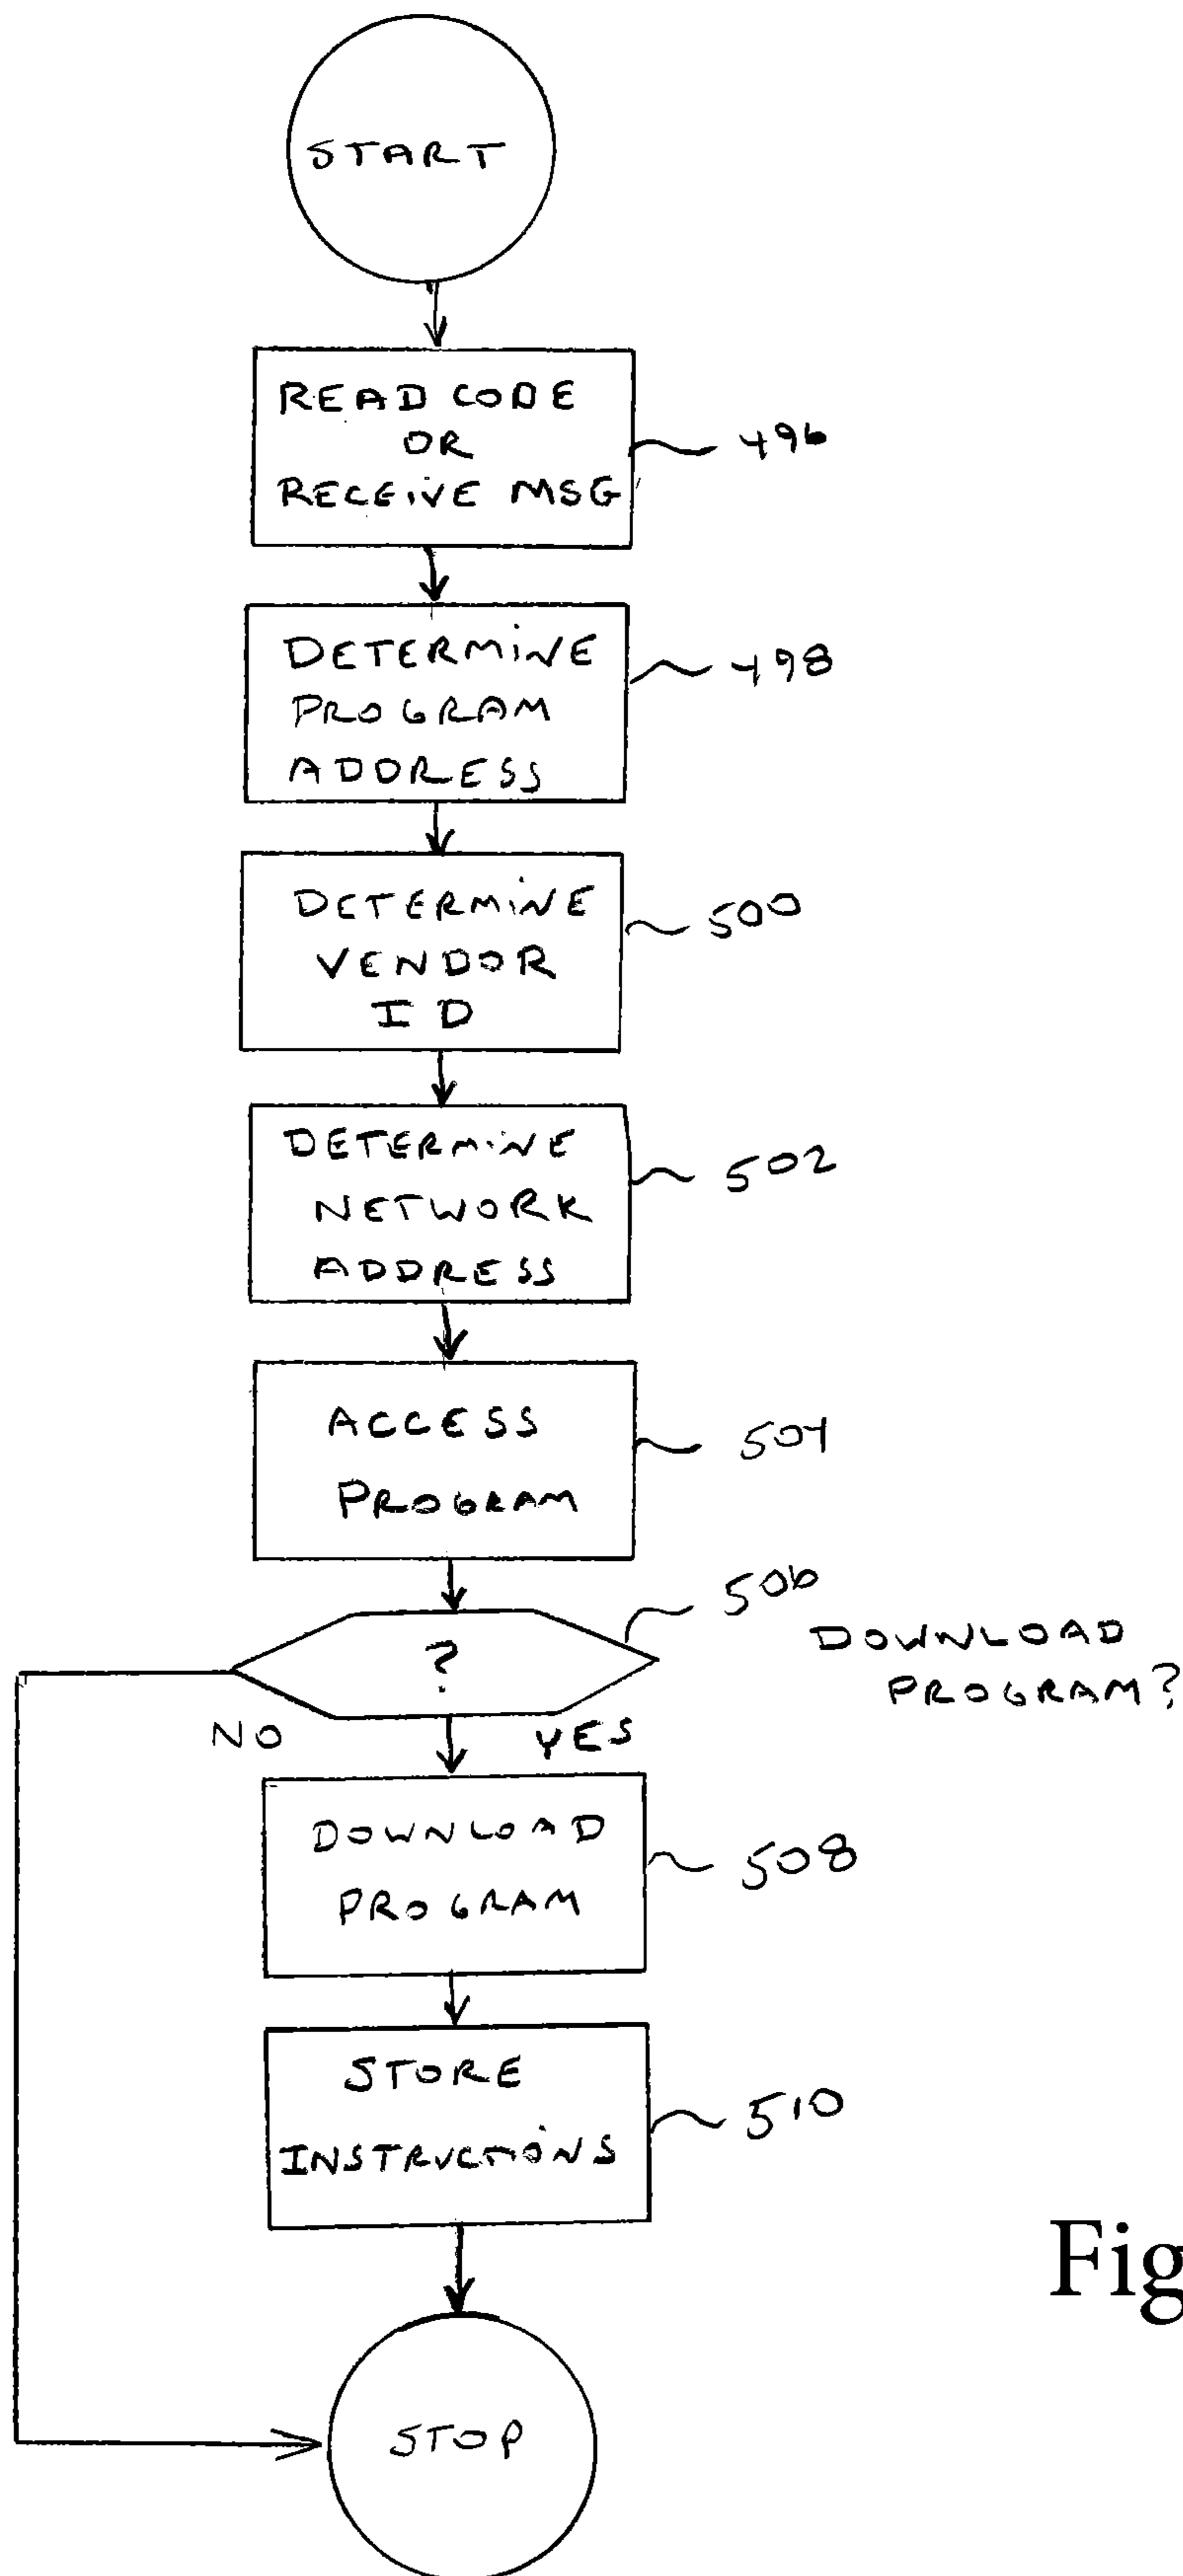 START
READ CODE
OR
RECEIVE MSG
496
DETERMINE
PROGRAM
ADDRESS
498
DETERMINE
VENDOR
ID
500
DETERMINE
NETWORK
ADDRESS
502
ACCESS
PROGRAM
504
?
506
DOWNLOAD
PROGRAM?
NO
YES
DOWNLOAD
PROGRAM
508
STORE
INSTRUCTIONS
510
STOP
Fig